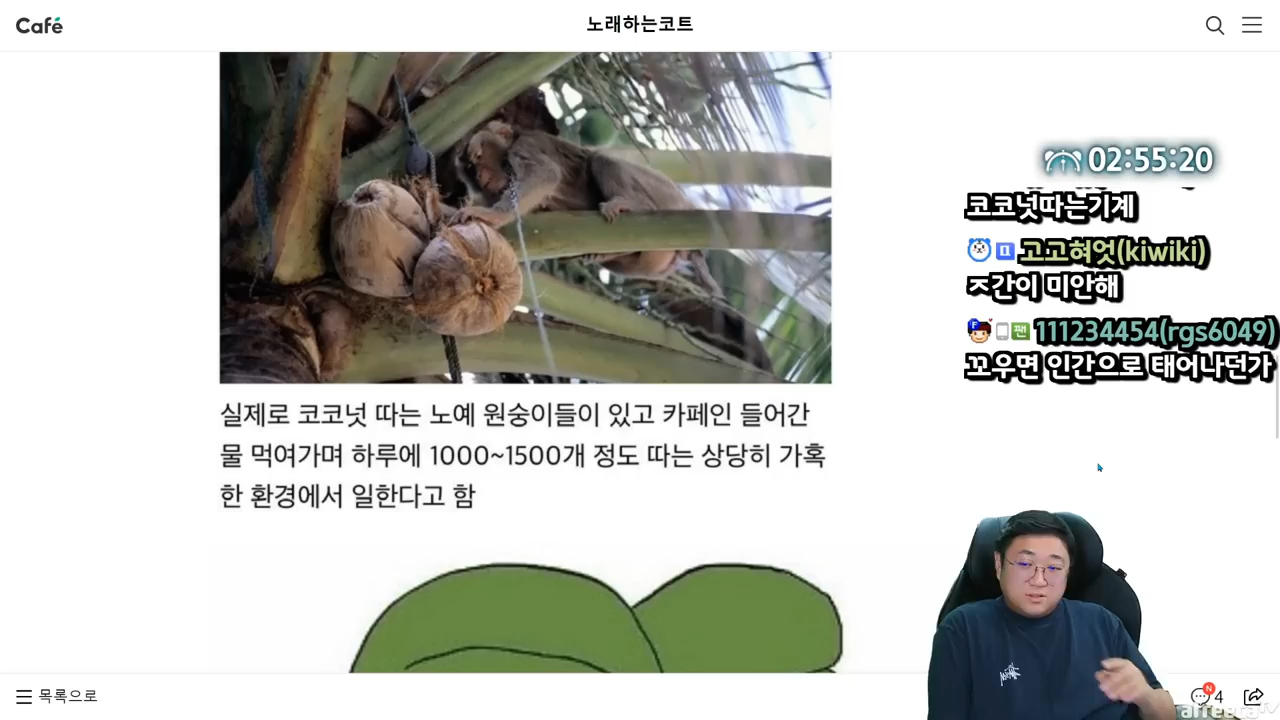 Café
노래하는코트
02:55:20
코코넛따는기계
고고혀엇(kiwiki)
ㅈ간이 미안해
F
팬
111234454(rgs6049)
꼬우면 인간으로 태어나던가
실제로 코코넛 따는 노예 원숭이들이 있고 카페인 들어간
물 먹여가며 하루에 1000~1500개 정도 따는 상당히 가혹
한 환경에서 일한다고 함
목록으로
N
4
afreecaTV